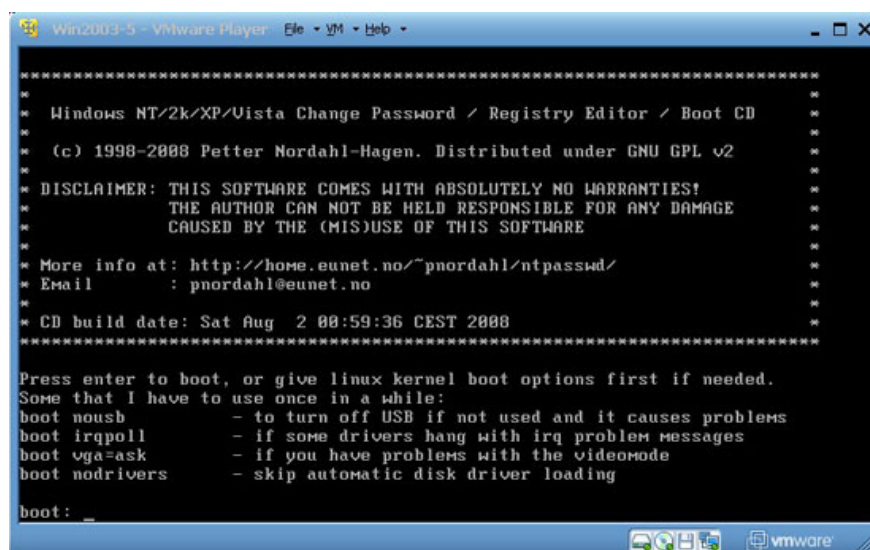 Win2003-5 - VMware Player File VM Help
*****************************************************************************
*
* Windows NT/2k/XP/Vista Change Password / Registry Editor / Boot CD *
*
* (c) 1998-2008 Petter Nordahl-Hagen. Distributed under GNU GPL v2 *
*
* DISCLAIMER: THIS SOFTWARE COMES WITH ABSOLUTELY NO WARRANTIES! *
* THE AUTHOR CAN NOT BE HELD RESPONSIBLE FOR ANY DAMAGE *
* CAUSED BY THE (MIS)USE OF THIS SOFTWARE *
*
* More info at: http://home.eunet.no/~pnordahl/ntpasswd/ *
* Email : pnordahl@eunet.no *
*
* CD build date: Sat Aug 2 00:59:36 CEST 2008 *
*****************************************************************************
Press enter to boot, or give linux kernel boot options first if needed.
Some that I have to use once in a while:
boot nousb - to turn off USB if not used and it causes problems
boot irqpoll - if some drivers hang with irq problem messages
boot vga=ask - if you have problems with the videomode
boot nodrivers - skip automatic disk driver loading
boot: _
vmware